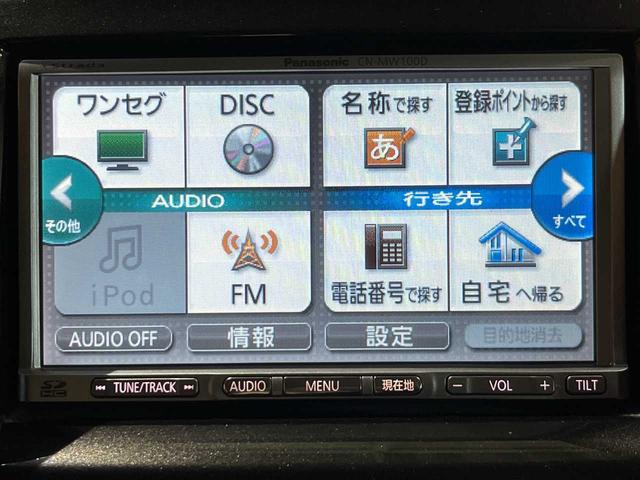 Strada
Panasonic CN-MW100D
ワンセグ
DISC
名称で探す
登録ポイントから探す
あ
その他
AUDIO
行き先
すべて
iPod
FM
電話番号で探す
自宅へ帰る
AUDIO OFF
情報
設定
目的地消去
SD HC
TUNE/TRACK
AUDIO
MENU
現在地
− VOL +
TILT